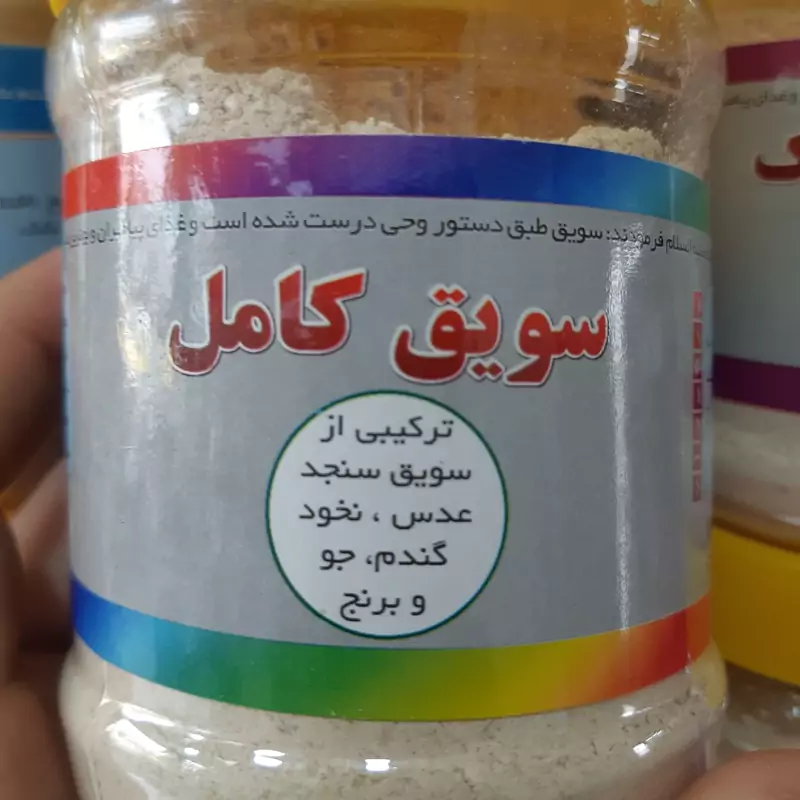 السلام فرمودند: سویق طبق دستور وحی درست شده است و غذای پیامبران و
سویق کامل
ترکیبی از
سویق سنجد
عدس ، نخود
گندم، جو
و برنج